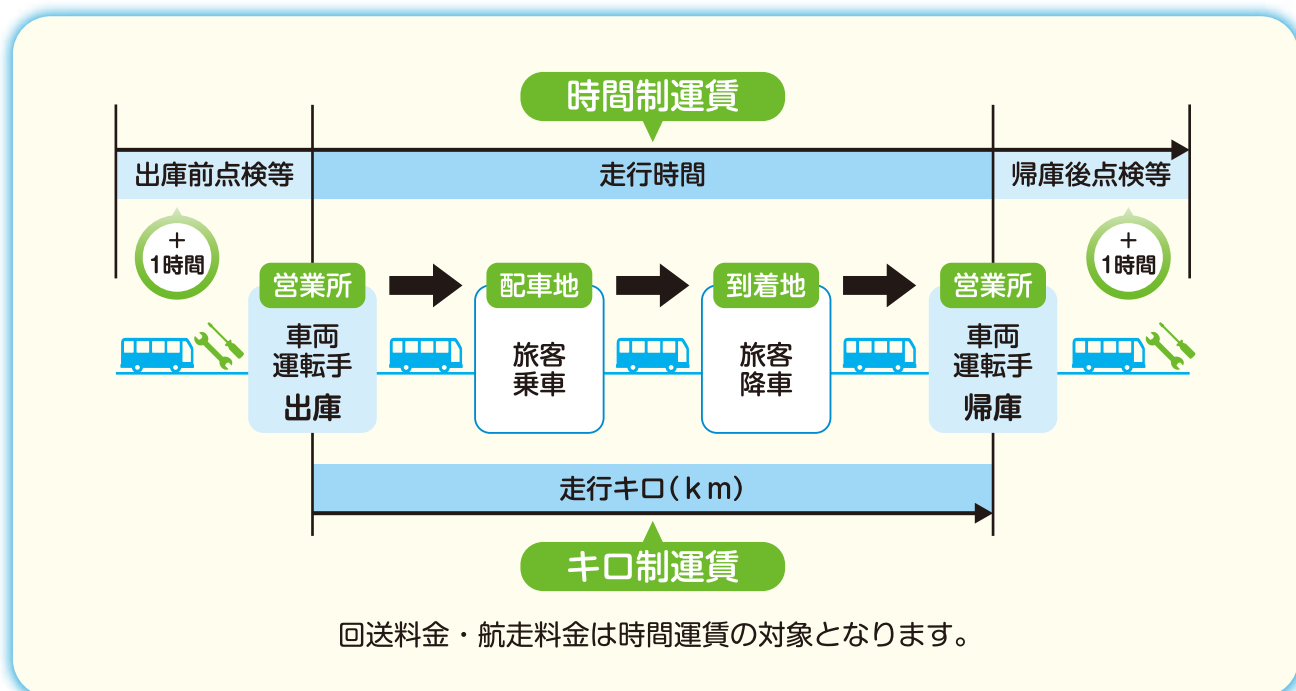 時間制運賃
出庫前点検等
走行時間
帰庫後点検等
+
1時間
+
1時間
営業所
配車地
到着地
営業所
車両
運転手
出庫
旅客
乗車
旅客
降車
車両
運転手
帰庫
走行キロ(km)
キロ制運賃
回送料金・航走料金は時間運賃の対象となります。